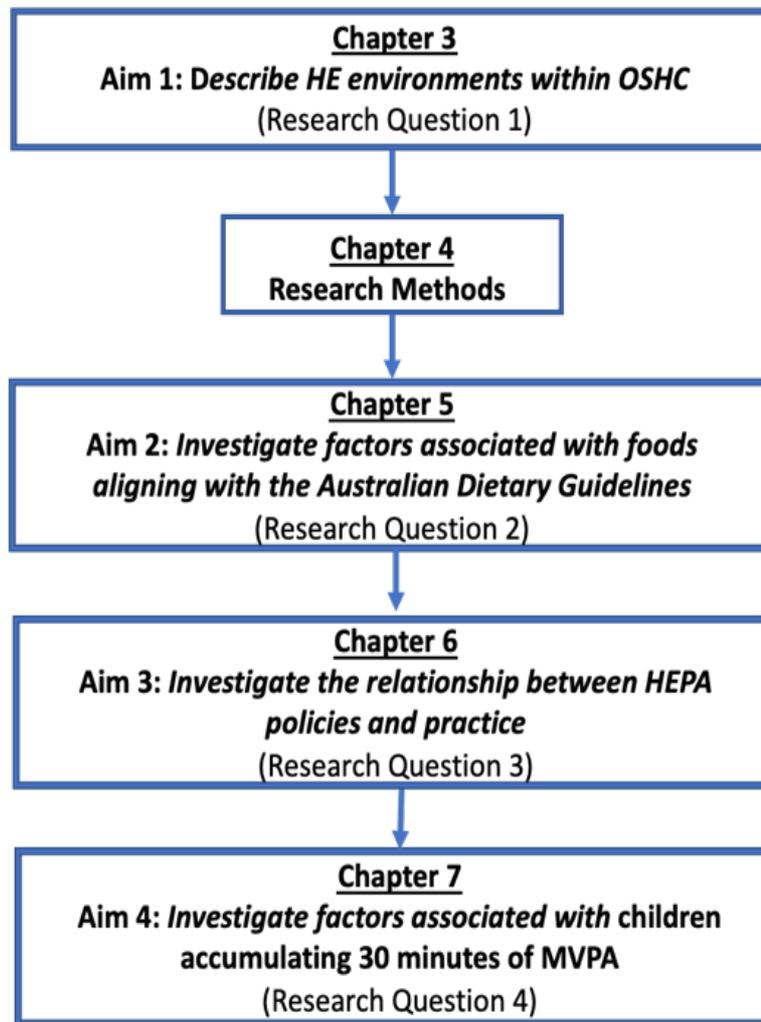 Chapter 3
Aim 1: Describe HE environments within OSHC
(Research Question 1)
Chapter 4
Research Methods
Chapter 5
Aim 2: Investigate factors associated with foods
aligning with the Australian Dietary Guidelines
(Research Question 2)
Chapter 6
Aim 3: Investigate the relationship between HEPA
policies and practice
(Research Question 3)
Chapter 7
Aim 4: Investigate factors associated with children
accumulating 30 minutes of MVPA
(Research Question 4)